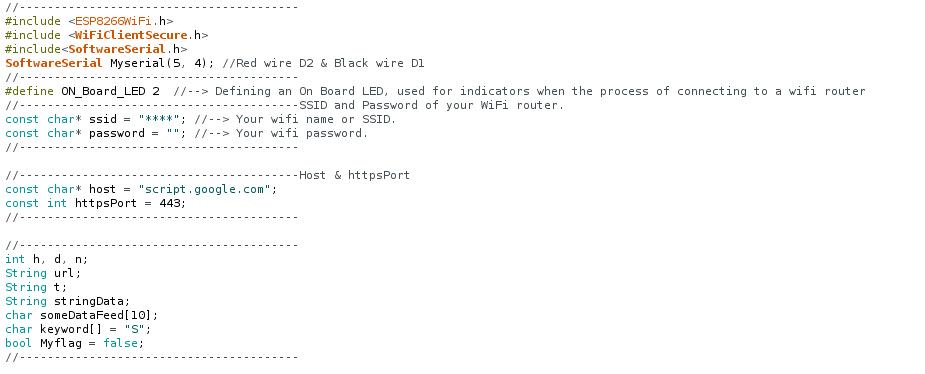 //----------------------------------------
#include <ESP8266WiFi.h>
#include <WiFiClientSecure.h>
#include<SoftwareSerial.h>
SoftwareSerial Myserial(5, 4); //Red wire D2 & Black wire D1
//----------------------------------------
#define ON_Board_LED 2  //--> Defining an On Board LED, used for indicators when the process of connecting to a wifi router
//----------------------------------------SSID and Password of your WiFi router.
const char* ssid = "****"; //--> Your wifi name or SSID.
const char* password = ""; //--> Your wifi password.
//----------------------------------------
//----------------------------------------Host & httpsPort
const char* host = "script.google.com";
const int httpsPort = 443;
//----------------------------------------
//----------------------------------------
int h, d, n;
String url;
String t;
String stringData;
char someDataFeed[10];
char keyword[] = "S";
bool Myflag = false;
//----------------------------------------